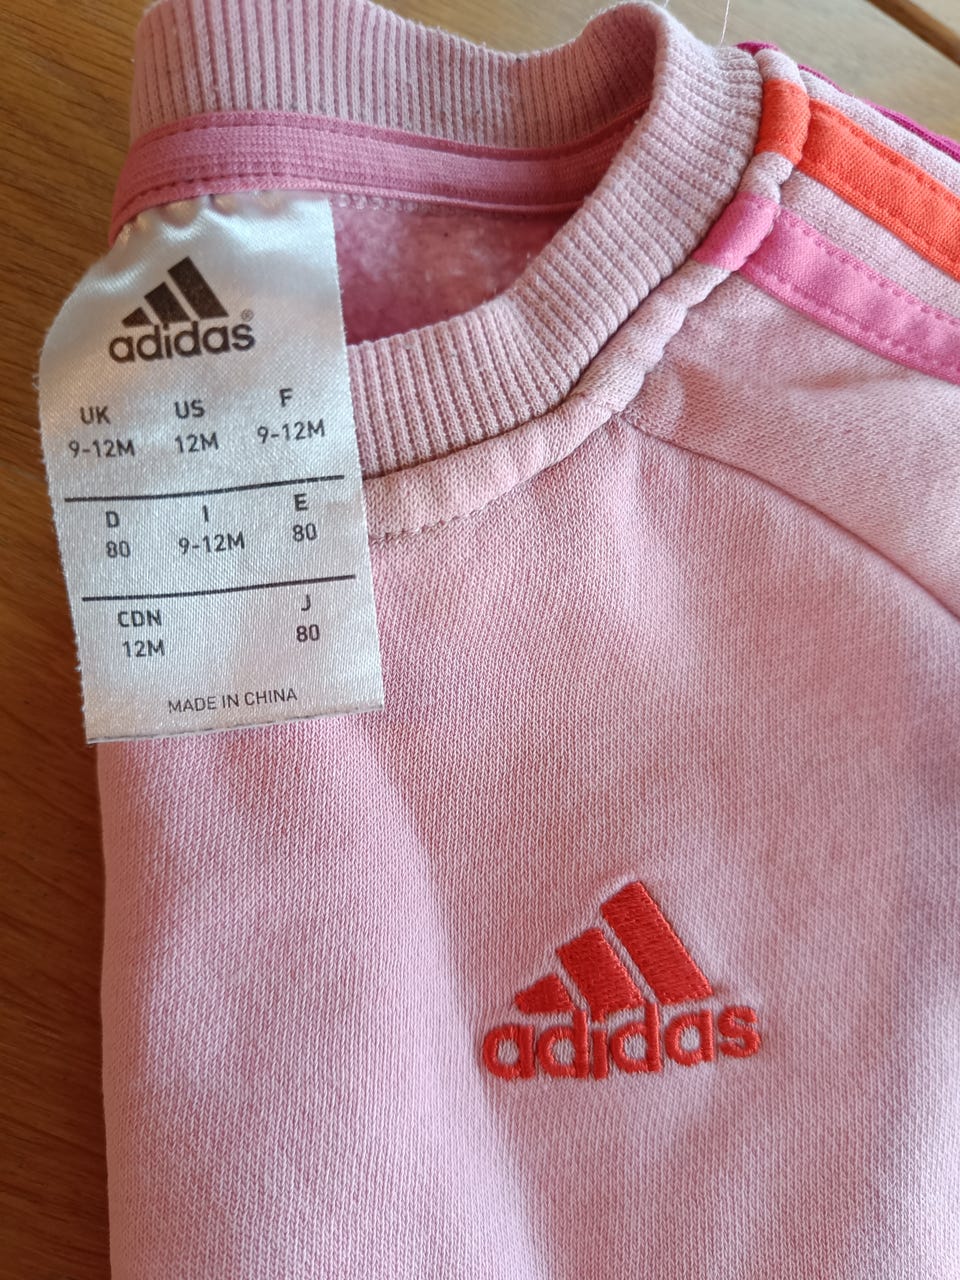 adidas®
UK US F
9-12M 12M 9-12M
D I E
80 9-12M 80
CDN J
12M 80
MADE IN CHINA
adidas